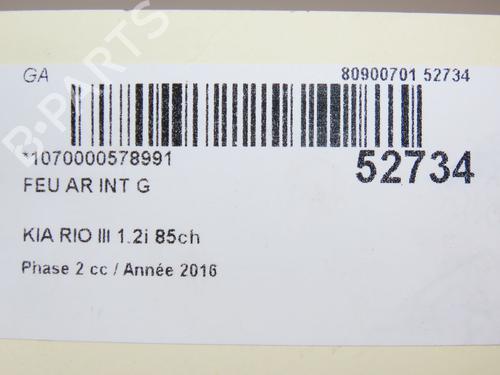 GA
80900701 52734
*1070000578991
52734
FEU AR INT G
KIA RIO III 1.2i 85ch
Phase 2 cc / Année 2016
B-PARTS